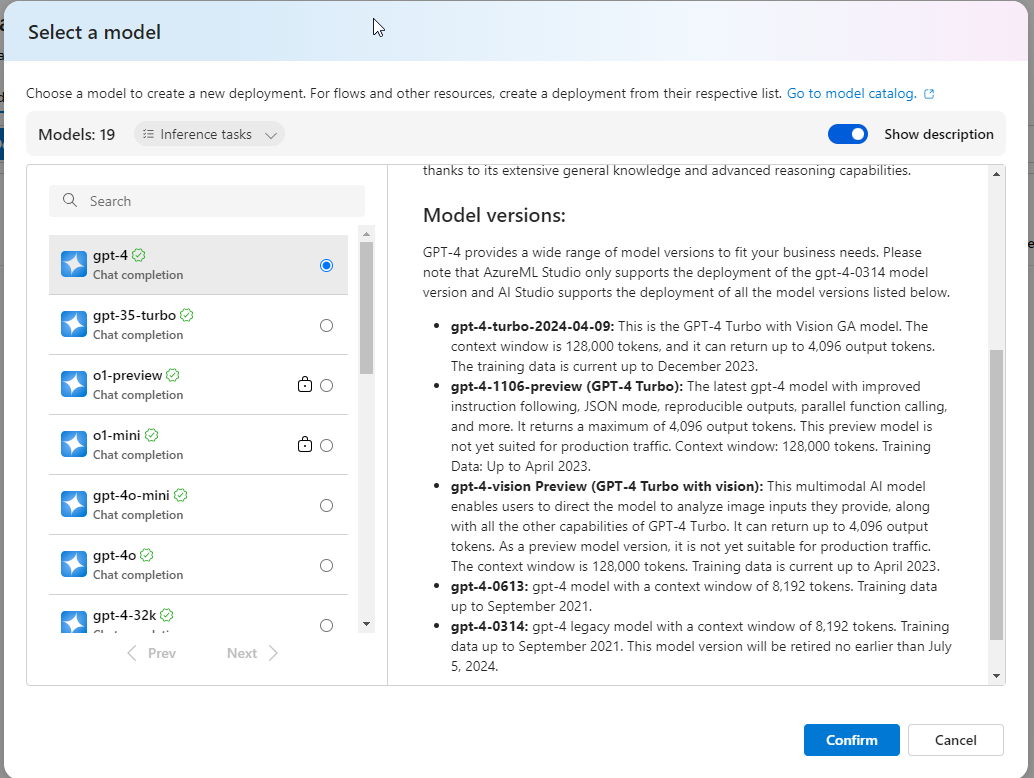 Select a model
Choose a model to create a new deployment. For flows and other resources, create a deployment from their respective list. Go to model catalog.
Models: 19
Inference tasks
Show description
Search
gpt-4
Chat completion
gpt-35-turbo
Chat completion
o1-preview
Chat completion
o1-mini
Chat completion
gpt-4o-mini
Chat completion
gpt-4o
Chat completion
gpt-4-32k
Prev
Next
thanks to its extensive general knowledge and advanced reasoning capabilities.
Model versions:
GPT-4 provides a wide range of model versions to fit your business needs. Please
note that AzureML Studio only supports the deployment of the gpt-4-0314 model
version and AI Studio supports the deployment of all the model versions listed below.
• gpt-4-turbo-2024-04-09: This is the GPT-4 Turbo with Vision GA model. The
context window is 128,000 tokens, and it can return up to 4,096 output tokens.
The training data is current up to December 2023.
• gpt-4-1106-preview (GPT-4 Turbo): The latest gpt-4 model with improved
instruction following, JSON mode, reproducible outputs, parallel function calling,
and more. It returns a maximum of 4,096 output tokens. This preview model is
not yet suited for production traffic. Context window: 128,000 tokens. Training
Data: Up to April 2023.
• gpt-4-vision Preview (GPT-4 Turbo with vision): This multimodal AI model
enables users to direct the model to analyze image inputs they provide, along
with all the other capabilities of GPT-4 Turbo. It can return up to 4,096 output
tokens. As a preview model version, it is not yet suitable for production traffic.
The context window is 128,000 tokens. Training data is current up to April 2023.
• gpt-4-0613: gpt-4 model with a context window of 8,192 tokens. Training data
up to September 2021.
• gpt-4-0314: gpt-4 legacy model with a context window of 8,192 tokens. Training
data up to September 2021. This model version will be retired no earlier than July
5, 2024.
Confirm
Cancel